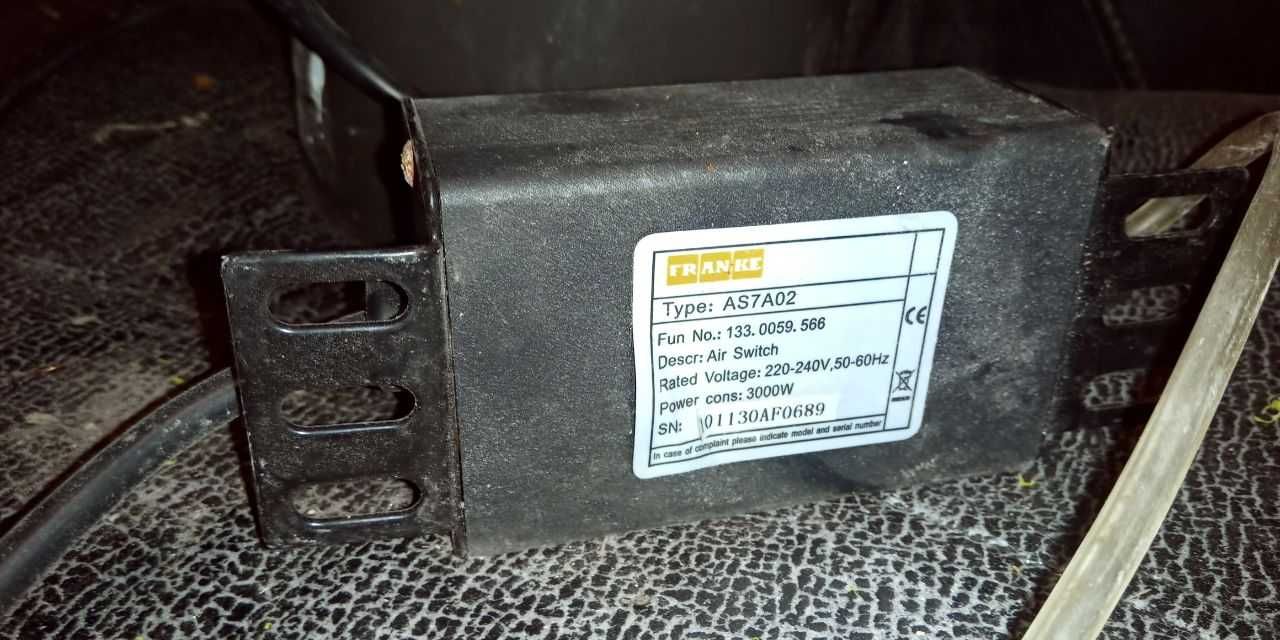 FRANKE
Type: AS7A02
Fun No.: 133.0059.566
Descr: Air Switch
Rated Voltage: 220-240V,50-60Hz
Power cons: 3000W
SN: 01130AF0689
In case of complaint please indicate model and serial number
CE